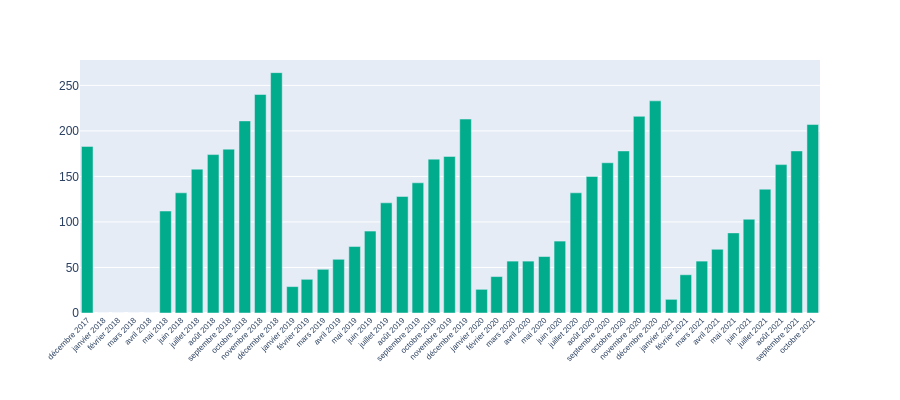 250
200
150
100
50
0
décembre 2017
janvier 2018
février 2018
mars 2018
avril 2018
mai 2018
juin 2018
juillet 2018
août 2018
septembre 2018
octobre 2018
novembre 2018
décembre 2018
janvier 2019
février 2019
mars 2019
avril 2019
mai 2019
juin 2019
juillet 2019
août 2019
septembre 2019
octobre 2019
novembre 2019
décembre 2019
janvier 2020
février 2020
mars 2020
avril 2020
mai 2020
juin 2020
juillet 2020
août 2020
septembre 2020
octobre 2020
novembre 2020
décembre 2020
janvier 2021
février 2021
mars 2021
avril 2021
mai 2021
juin 2021
juillet 2021
août 2021
septembre 2021
octobre 2021